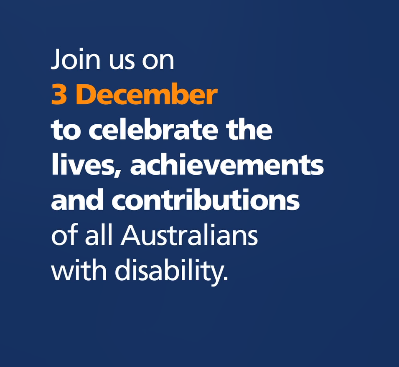 Join us on
3 December
to celebrate the
lives, achievements
and contributions
of all Australians
with disability.